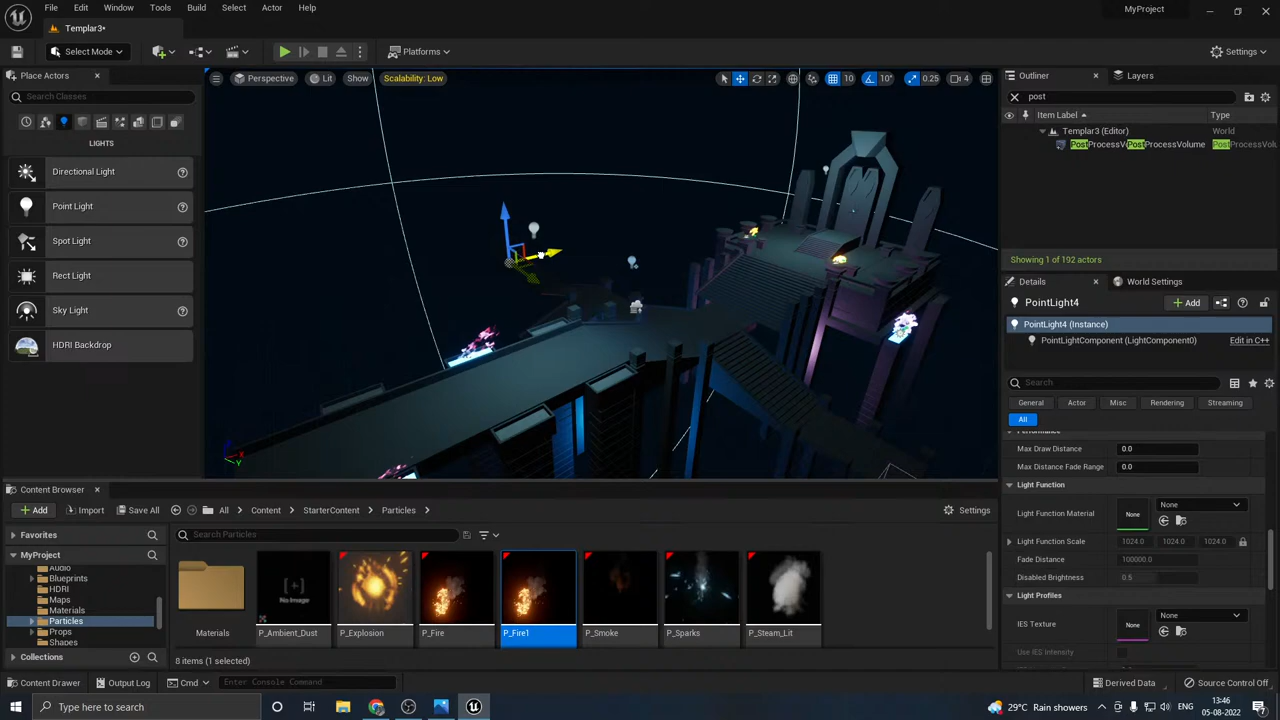 File Edit Window Tools Build Select Actor Help
MyProject
Templar3*
Select Mode
Platforms
Settings
Place Actors
Search Classes
LIGHTS
Directional Light
Point Light
Spot Light
Rect Light
Sky Light
HDRI Backdrop
Perspective Lit Show Scalability: Low
10 10° 0.25 4
X
Y
Outliner Layers
post
Item Label Type
Templar3 (Editor) World
PostProcessVPostProcessVolume PostProcessVolu
Showing 1 of 192 actors
Details World Settings
PointLight4 Add
PointLight4 (Instance)
PointLightComponent (LightComponent0) Edit in C++
Search
General Actor Misc Rendering Streaming
All
Performance
Max Draw Distance 0.0
Max Distance Fade Range 0.0
Light Function
Light Function Material None None
Light Function Scale 1024.0 1024.0 1024.0
Fade Distance 100000.0
Disabled Brightness 0.5
Light Profiles
IES Texture None None
Use IES Intensity
Content Browser
Add Import Save All All Content StarterContent Particles Settings
Favorites
Search Particles
MyProject
Audio
Blueprints
HDRI
Maps
Materials
Particles
Props
Shapes
Collections
No Image
Materials P_Ambient_Dust P_Explosion P_Fire P_Fire1 P_Smoke P_Sparks P_Steam_Lit
8 items (1 selected)
Content Drawer Output Log Cmd Enter Console Command Derived Data Source Control Off
Type here to search
29°C Rain showers ENG 13:46
05-08-2022